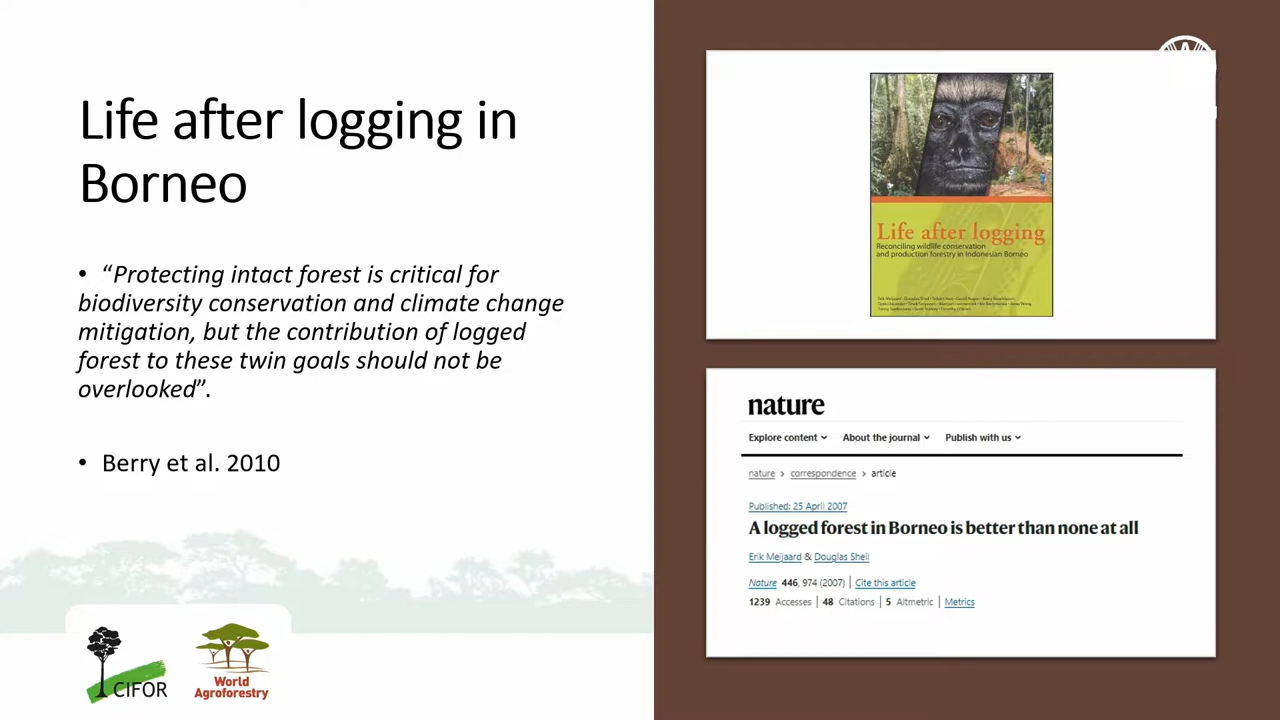 Life after logging in
Borneo
• “Protecting intact forest is critical for
biodiversity conservation and climate change
mitigation, but the contribution of logged
forest to these twin goals should not be
overlooked”.
• Berry et al. 2010
CIFOR
World
Agroforestry
Life after logging
Reconciling wildlife conservation
and production forestry in Indonesian Borneo
nature
Explore content
About the journal
Publish with us
nature > correspondence > article
Published: 25 April 2007
A logged forest in Borneo is better than none at all
Erik Meijaard & Douglas Sheil
Nature 446, 974 (2007) | Cite this article
1239 Accesses | 48 Citations | 5 Altmetric | Metrics